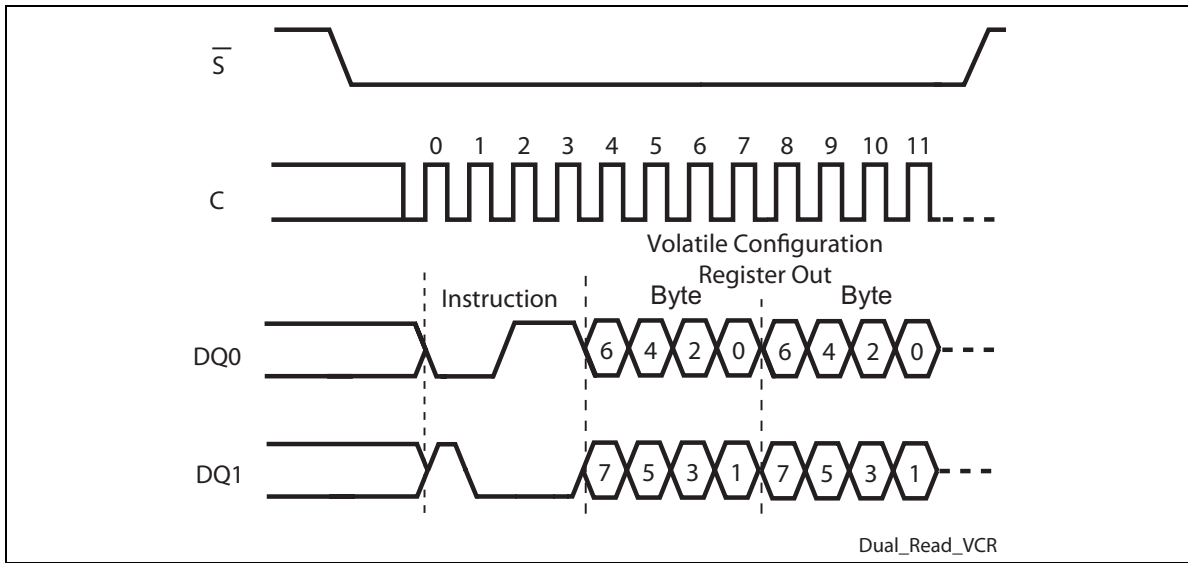 S
0 1 2 3 4 5 6 7 8 9 10 11
C
Volatile Configuration
Register Out
Instruction Byte Byte
DQ0 6 4 2 0 6 4 2 0
DQ1 7 5 3 1 7 5 3 1
Dual_Read_VCR